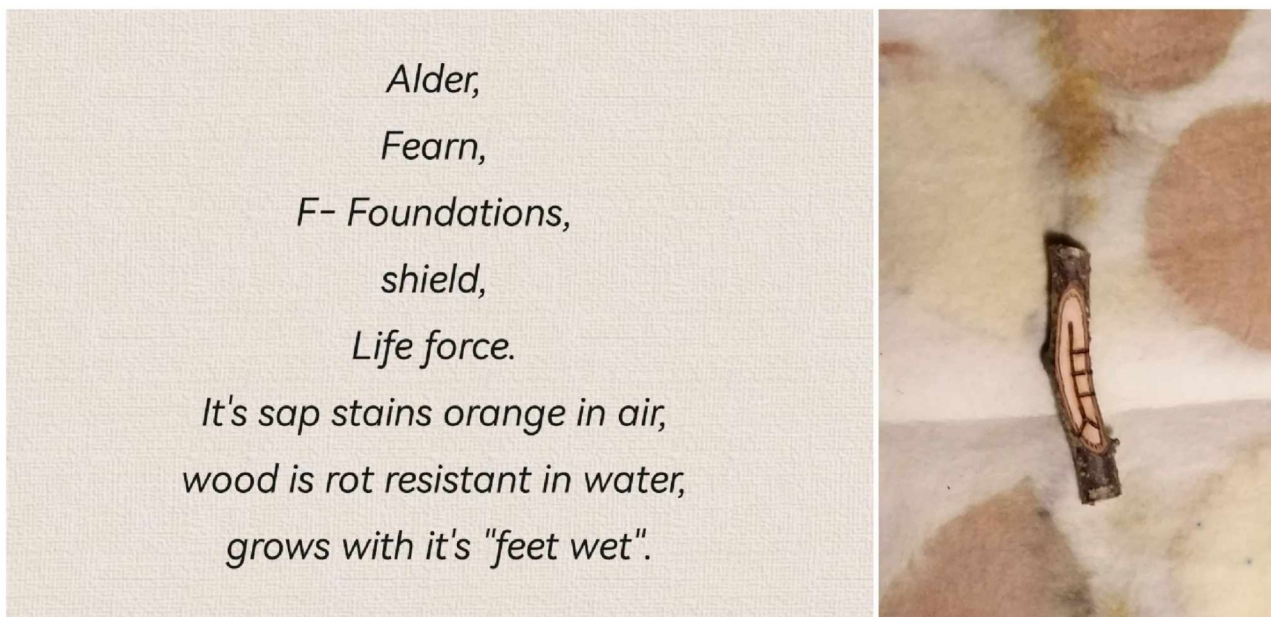 Alder,
Fearn,
F- Foundations,
shield,
Life force.
It's sap stains orange in air,
wood is rot resistant in water,
grows with it's "feet wet".